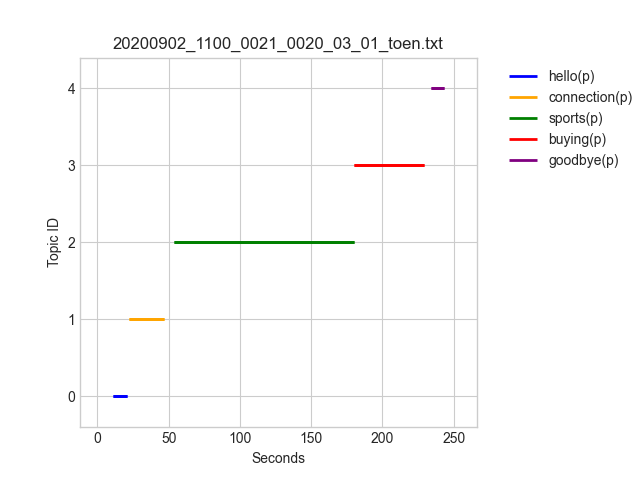 20200902_1100_0021_0020_03_01_toen.txt
hello(p)
connection(p)
sports(p)
buying(p)
goodbye(p)
Topic ID
4
3
2
1
0
0 50 100 150 200 250
Seconds